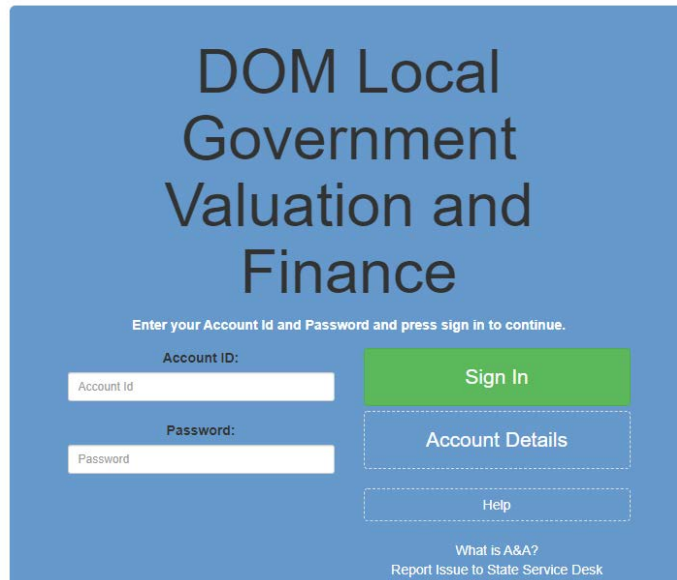 DOM Local
Government
Valuation and
Finance
Enter your Account Id and Password and press sign in to continue.
Account ID:
Account Id
Password:
Password
Sign In
Account Details
Help
What is A&A?
Report Issue to State Service Desk